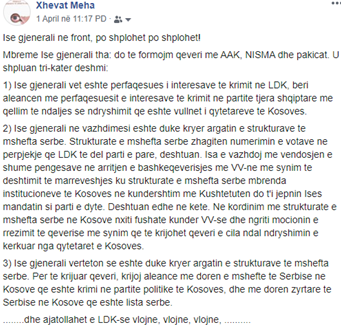 Xhevat Meha
1 April at 11:17 PD ·
Ise gjenerali ne front, po shplohet po shplohet!
Mbreme Ise gjenerali tha: do te formojm qeveri me AAK, NISMA dhe pakicat. U
shpluan tri-kater deshmi:
1) Ise gjenerali vet eshte perfaqesues i interesave te krimit ne LDK, beri
aleancen me perfaqesuesit e interesave te krimit ne partite tjera shqiptare me
qellim te ndaljes se ndryshimit qe eshte vullnet i qytetareve te Kosoves.
2) Ise gjenerali ne vazhdimesi eshte duke kryer argatin e strukturave te
mshefta serbe. Strukturate e mshefta serbe zhagiten numerimin e votave ne
perpjekje qe LDK te del parti e pare, deshtuan. Isa e vazhdoj me vendosjen e
shume pengesave ne arritjen e bashkeqeverisjes me VV-ne me synim te
deshtimit te marreveshjes ku strukturate e mshefta serbe mbrenda
institucioneve te Kosoves ne kundershtim me Kushtetuten do t'i jepnin Ises
mandatin si parti e dyte. Deshtuan edhe ne kete. Ne kordinim me strukturate e
mshefta serbe ne Kosove nxiti fushate kunder VV-se dhe ngriti mocionin e
rrezimit te qeverise me synim qe te krijohet qeveri e cila ndal ndryshimin e
kerkuar nga qytetaret e Kosoves.
3) Ise gjenerali verteton se eshte duke kryer argatin e strukturave te mshefta
serbe. Per te krijuar qeveri, krijoj aleance me doren e mshefte te Serbise ne
Kosove qe eshte krimi ne partite politike te Kosoves, dhe me doren zyrtare te
Serbise ne Kosove qe eshte lista serbe.
........dhe ajatollahet e LDK-se vlojne, vlojne, vlojne, ..........